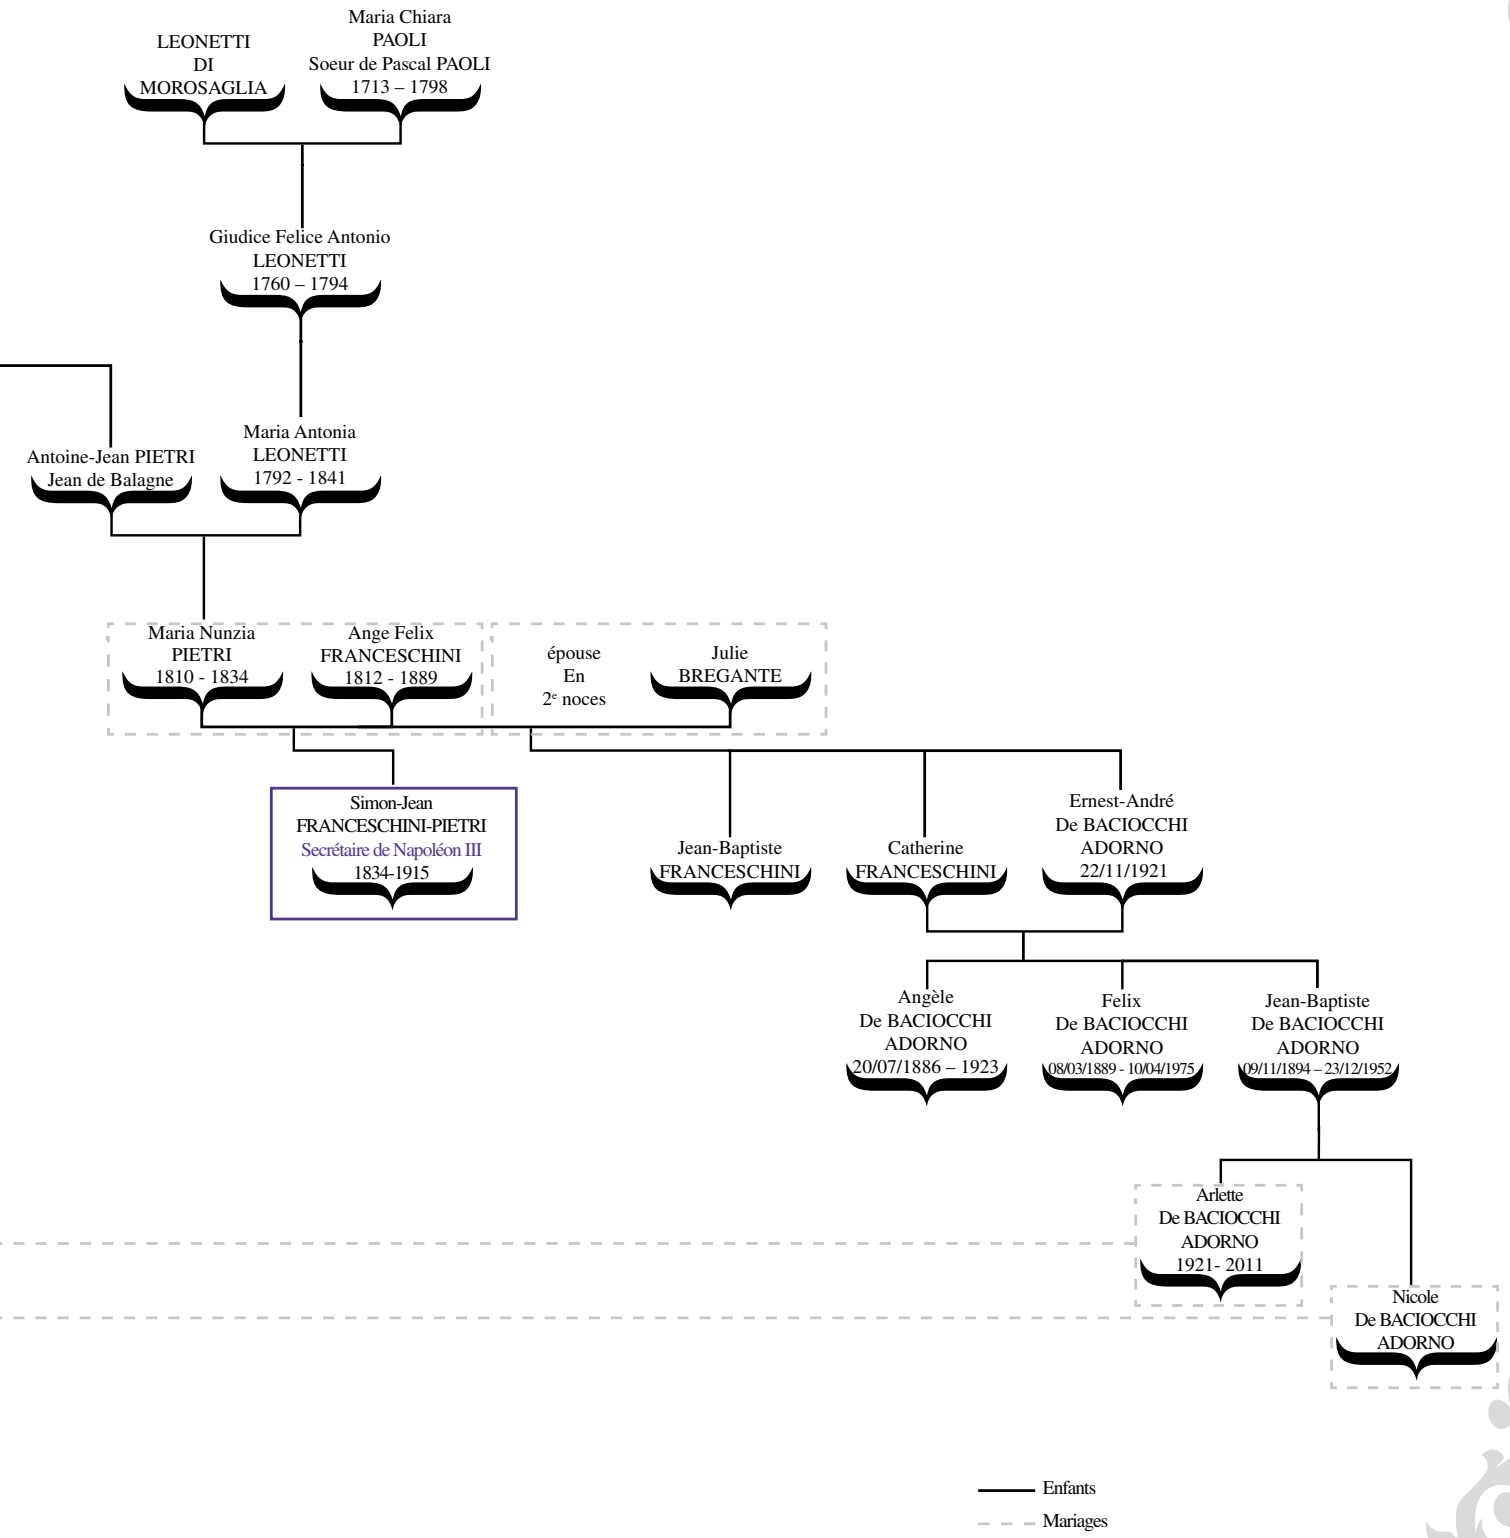 LEONETTI
DI
MOROSAGLIA
Maria Chiara
PAOLI
Soeur de Pascal PAOLI
1713 – 1798
Giudice Felice Antonio
LEONETTI
1760 – 1794
Antoine-Jean PIETRI
Jean de Balagne
Maria Antonia
LEONETTI
1792 - 1841
Maria Nunzia
PIETRI
1810 - 1834
Ange Felix
FRANCESCHINI
1812 - 1889
épouse
En
2e noces
Julie
BREGANTE
Simon-Jean
FRANCESCHINI-PIETRI
Secrétaire de Napoléon III
1834-1915
Jean-Baptiste
FRANCESCHINI
Catherine
FRANCESCHINI
Ernest-André
De BACIOCCHI
ADORNO
22/11/1921
Angèle
De BACIOCCHI
ADORNO
20/07/1886 – 1923
Felix
De BACIOCCHI
ADORNO
08/03/1889 - 10/04/1975
Jean-Baptiste
De BACIOCCHI
ADORNO
09/11/1894 – 23/12/1952
Arlette
De BACIOCCHI
ADORNO
1921- 2011
Nicole
De BACIOCCHI
ADORNO
Enfants
Mariages